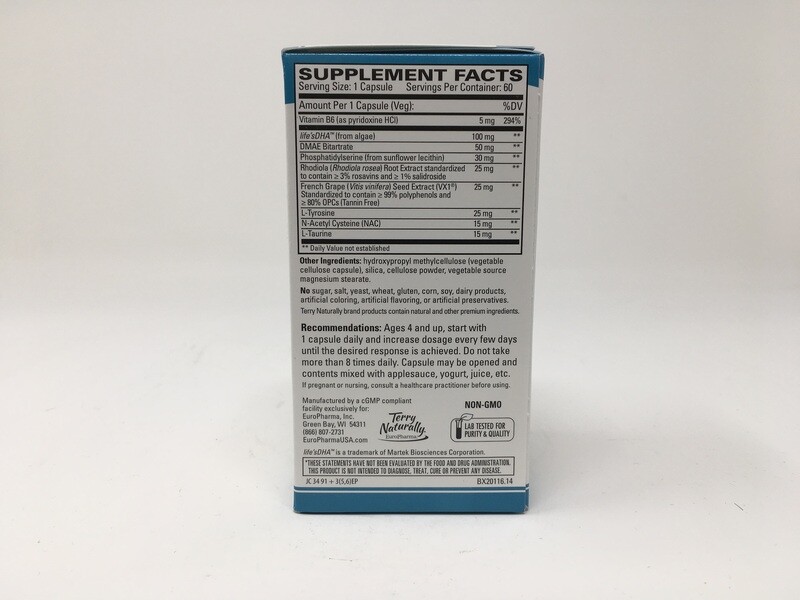 SUPPLEMENT FACTS
Serving Size: 1 Capsule Servings Per Container: 60
Amount Per 1 Capsule (Veg): %DV
Vitamin B6 (as pyridoxine HCl) 5 mg 294%
life'sDHA™ (from algae) 100 mg **
DMAE Bitartrate 50 mg **
Phosphatidylserine (from sunflower lecithin) 30 mg **
Rhodiola (Rhodiola rosea) Root Extract standardized 25 mg **
to contain ≥ 3% rosavins and ≥ 1% salidroside
French Grape (Vitis vinifera) Seed Extract (VX1®) 25 mg **
Standardized to contain ≥ 99% polyphenols and
≥ 80% OPCs (Tannin Free)
L-Tyrosine 25 mg **
N-Acetyl Cysteine (NAC) 15 mg **
L-Taurine 15 mg **
** Daily Value not established
Other Ingredients: hydroxypropyl methylcellulose (vegetable
cellulose capsule), silica, cellulose powder, vegetable source
magnesium stearate.
No sugar, salt, yeast, wheat, gluten, corn, soy, dairy products,
artificial coloring, artificial flavoring, or artificial preservatives.
Terry Naturally brand products contain natural and other premium ingredients.
Recommendations: Ages 4 and up, start with
1 capsule daily and increase dosage every few days
until the desired response is achieved. Do not take
more than 8 times daily. Capsule may be opened and
contents mixed with applesauce, yogurt, juice, etc.
If pregnant or nursing, consult a healthcare practitioner before using.
Manufactured by a cGMP compliant
facility exclusively for:
EuroPharma, Inc.
Green Bay, WI 54311
(866) 807-2731
EuroPharmaUSA.com
Terry
Naturally
EuroPharma
NON-GMO
LAB TESTED FOR
PURITY & QUALITY
life'sDHA™ is a trademark of Martek Biosciences Corporation.
*THESE STATEMENTS HAVE NOT BEEN EVALUATED BY THE FOOD AND DRUG ADMINISTRATION.
THIS PRODUCT IS NOT INTENDED TO DIAGNOSE, TREAT, CURE OR PREVENT ANY DISEASE.
JC 34 91 + 3(5,6)EP BX20116.14